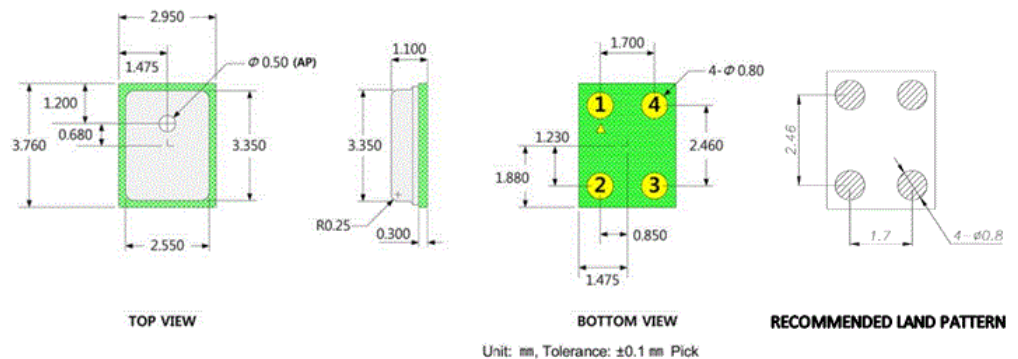 2.950
1.475
Φ 0.50 (AP)
1.200
0.680
3.760
3.350
2.550
TOP VIEW
1.100
3.350
R0.25
0.300
1.700
4-Φ 0.80
1
4
1.230
2.460
1.880
2
3
0.850
1.475
BOTTOM VIEW
2.46
1.7
4-ø0.8
RECOMMENDED LAND PATTERN
Unit: mm, Tolerance: ±0.1 mm Pick